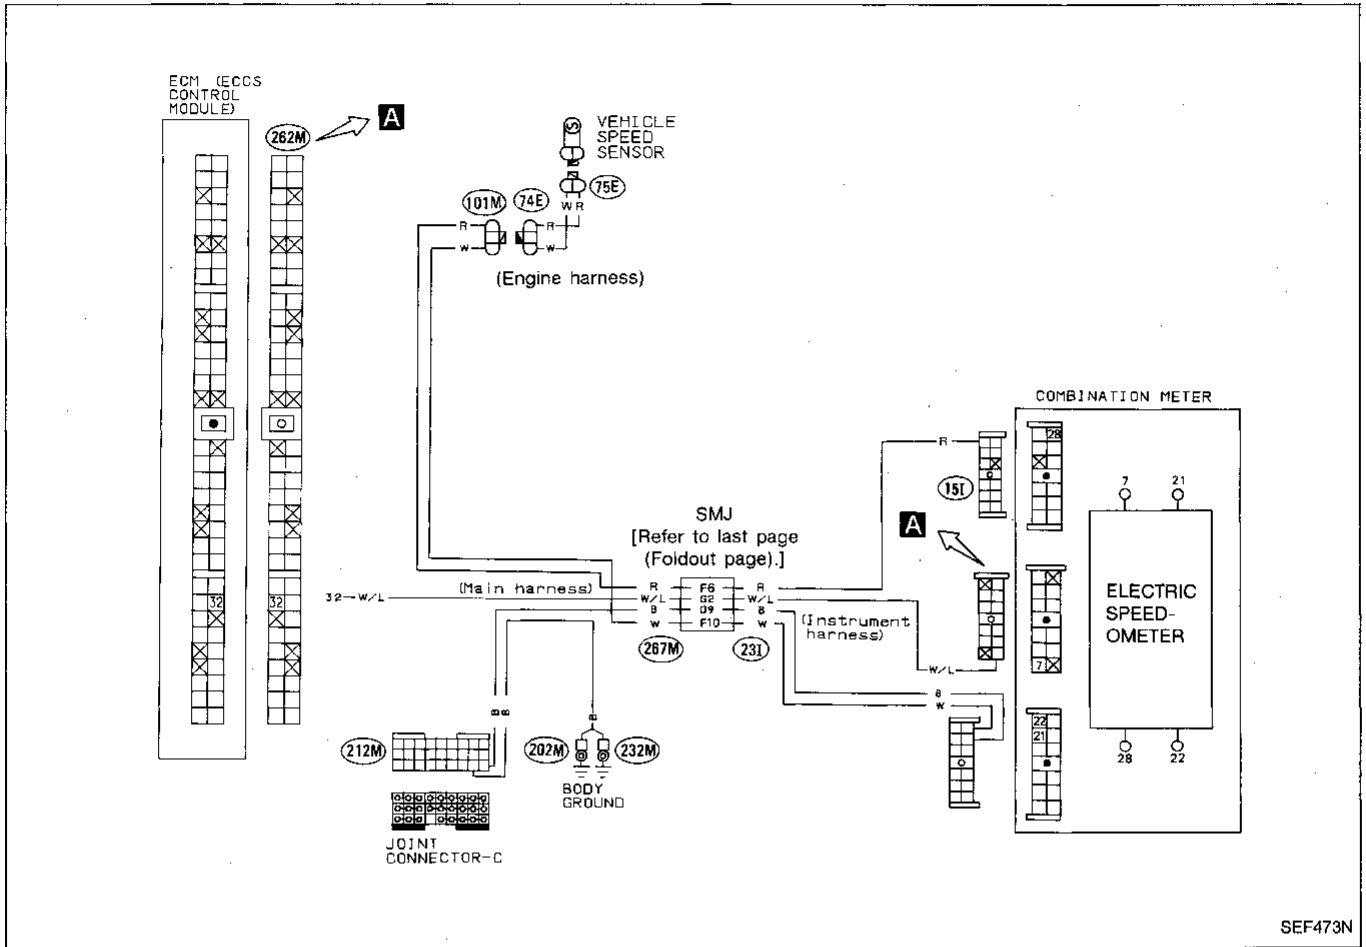 ECM (ECCS
CONTROL
MODULE)
262M
A
VEHICLE
SPEED
SENSOR
75E
W R
101M
74E
R
R
W
W
(Engine harness)
COMBINATION METER
R
28
15I
7
21
A
SMJ
[Refer to last page
(Foldout page).]
(Main harness)
R
F6
R
32
32
32
W/L
W/L
G2
W/L
B
D9
B
W
F10
W
(Instrument
harness)
267M
23I
ELECTRIC
SPEED-
OMETER
7
W/L
B
W
B
B
B
22
21
28
22
212M
202M
232M
BODY
GROUND
JOINT
CONNECTOR-C
SEF473N